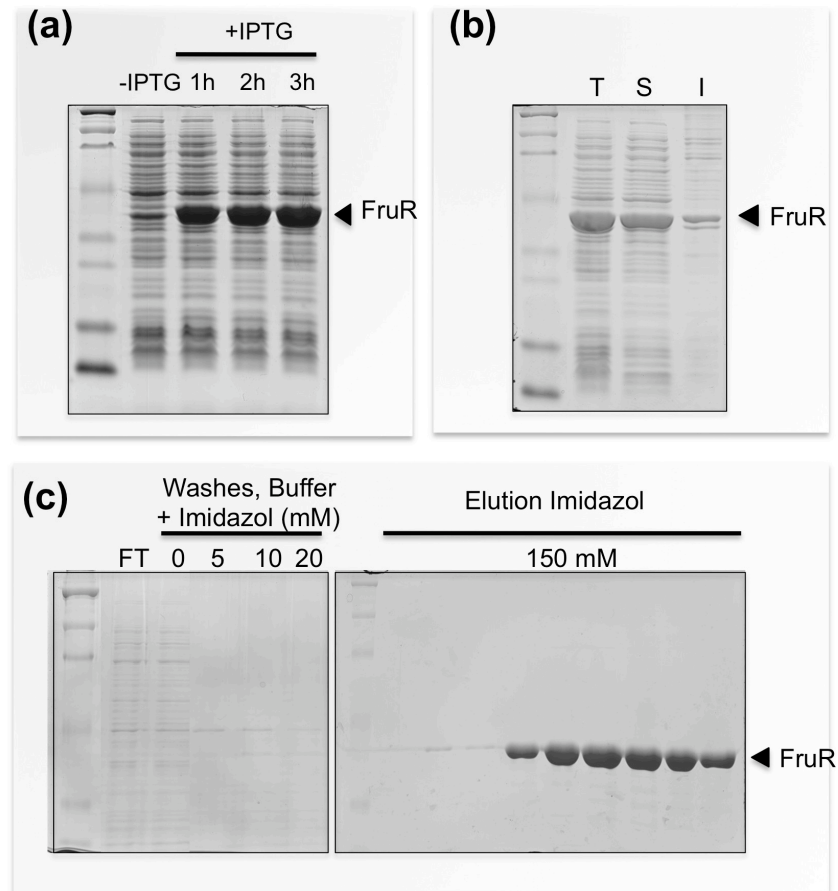 (a)
+IPTG
-IPTG 1h 2h 3h
FruR
(b)
T S I
FruR
(c)
Washes, Buffer
+ Imidazol (mM)
FT 0 5 10 20
Elution Imidazol
150 mM
FruR